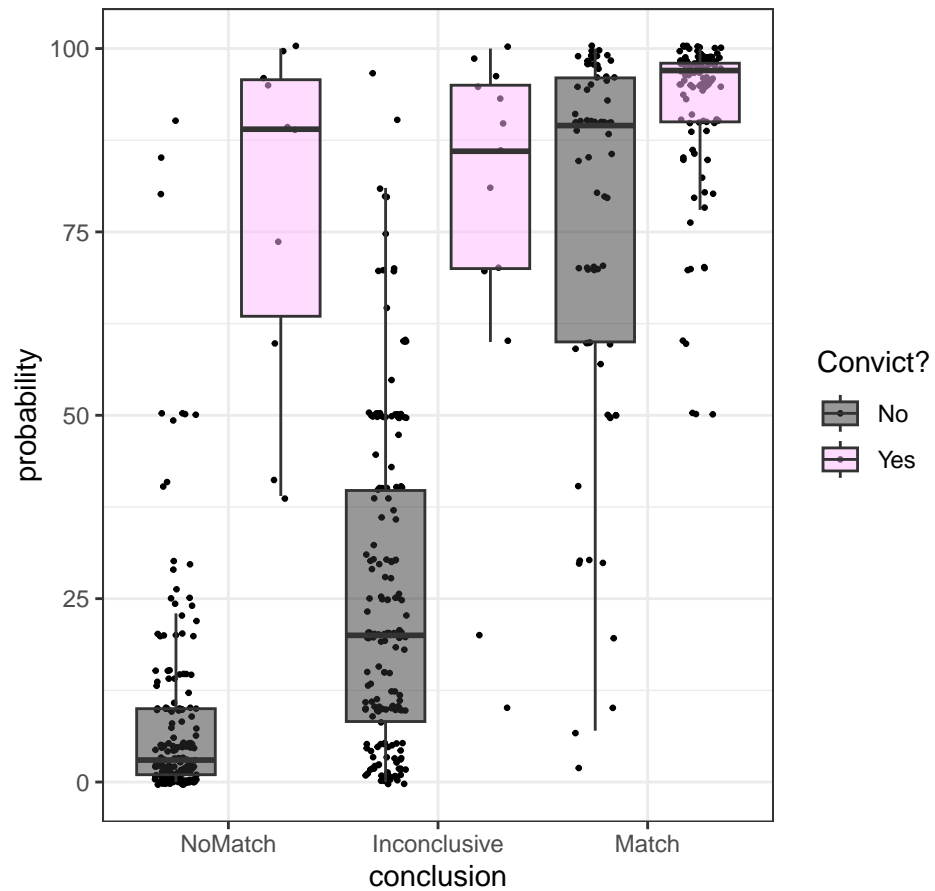 100
75
50
25
0
probability
NoMatch
Inconclusive
Match
conclusion
Convict?
No
Yes